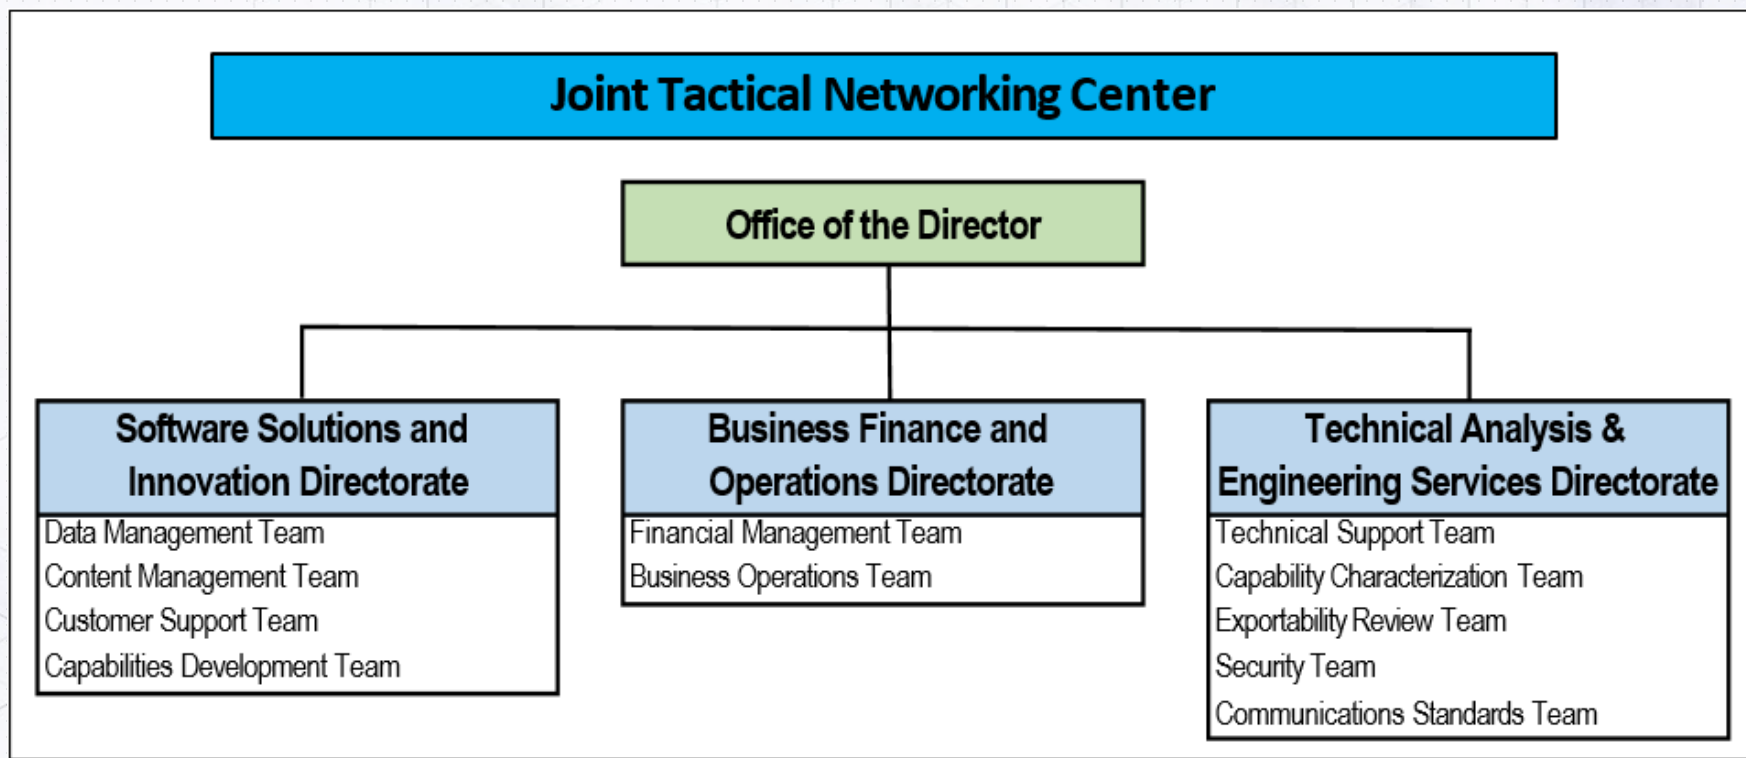 Joint Tactical Networking Center
Office of the Director
Software Solutions and
Innovation Directorate
Data Management Team
Content Management Team
Customer Support Team
Capabilities Development Team
Business Finance and
Operations Directorate
Financial Management Team
Business Operations Team
Technical Analysis &
Engineering Services Directorate
Technical Support Team
Capability Characterization Team
Exportability Review Team
Security Team
Communications Standards Team